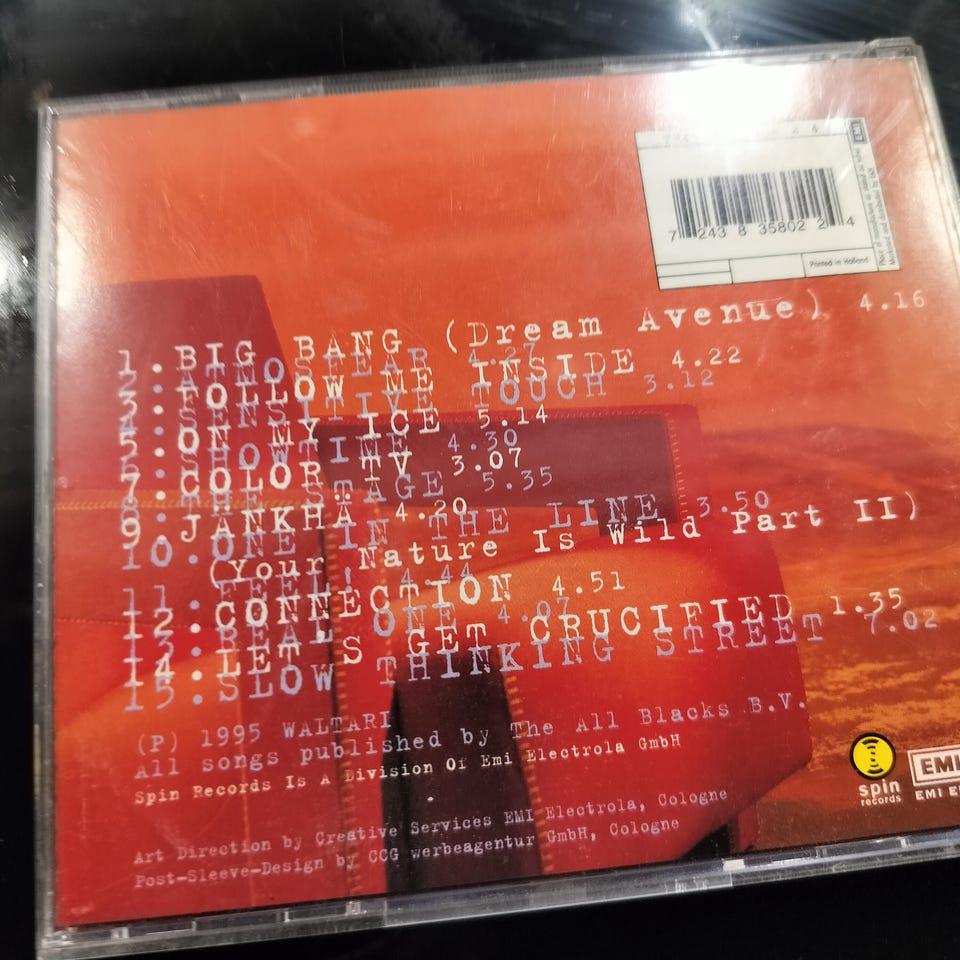 7 243 8 35802 2 4
Printed in Holland
EMI
1.BIG BANG (Dream Avenue) 4.16
2.ATMOSFEAR 4.27
3.FOLLOW ME INSIDE 4.22
4.SENSITIVE TOUCH 3.12
5.ON MY ICE 5.14
6.SHOWTIME 4.30
7.COLOR TV 3.07
8.THE STAGE 5.35
9.JANKHÄ 4.20
10.ONE IN THE LINE 3.50
(Your Nature Is Wild Part II)
11.FEEL! 4.44
12.CONNECTION 4.51
13.REAL ONE 4.07
14.LET'S GET CRUCIFIED 1.35
15.SLOW THINKING STREET 7.02
(P) 1995 WALTARI
All songs published by The All Blacks B.V.
Spin Records Is A Division Of Emi Electrola GmbH
Art Direction by Creative Services EMI Electrola, Cologne
Post-Sleeve-Design by CCG werbeagentur GmbH, Cologne
spin
records
EMI